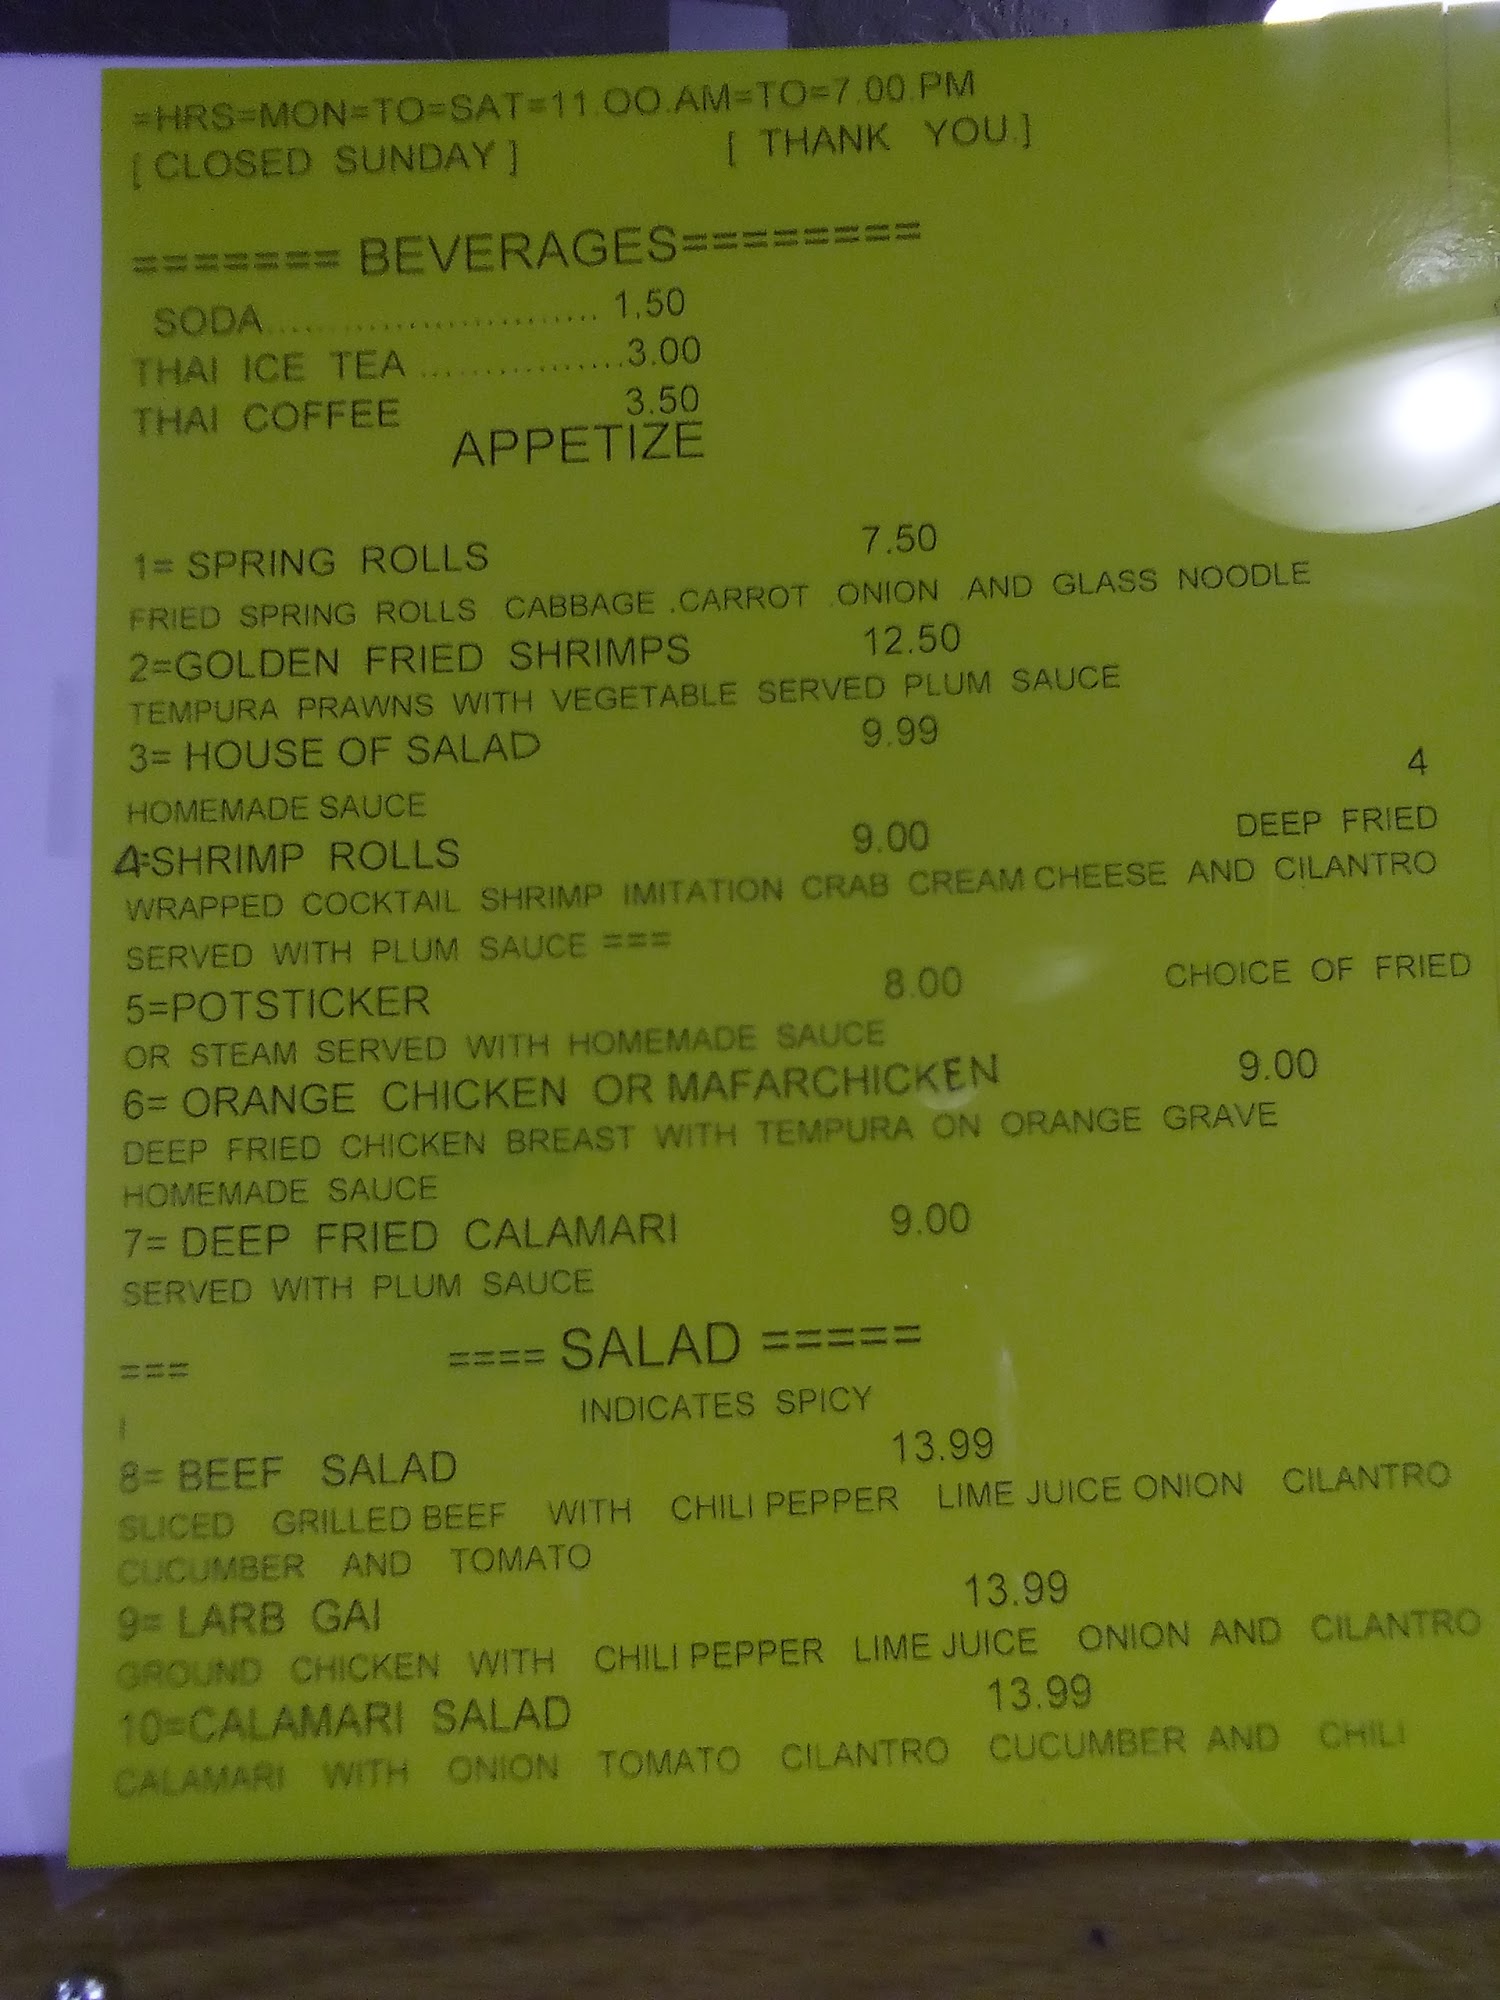 =HRS=MON=TO=SAT=11.OO.AM=TO=7.00.PM
[ CLOSED SUNDAY ] [ THANK YOU.]
======= BEVERAGES========
SODA.......................... 1.50
THAI ICE TEA ................3.00
THAI COFFEE 3.50
APPETIZE
1= SPRING ROLLS 7.50
FRIED SPRING ROLLS CABBAGE .CARROT .ONION .AND GLASS NOODLE
2=GOLDEN FRIED SHRIMPS 12.50
TEMPURA PRAWNS WITH VEGETABLE SERVED PLUM SAUCE
3= HOUSE OF SALAD 9.99
4
HOMEMADE SAUCE
4=SHRIMP ROLLS 9.00 DEEP FRIED
WRAPPED COCKTAIL SHRIMP IMITATION CRAB CREAM CHEESE AND CILANTRO
SERVED WITH PLUM SAUCE ===
5=POTSTICKER 8.00 CHOICE OF FRIED
OR STEAM SERVED WITH HOMEMADE SAUCE
6= ORANGE CHICKEN OR MAFARCHICKEN 9.00
DEEP FRIED CHICKEN BREAST WITH TEMPURA ON ORANGE GRAVE
HOMEMADE SAUCE
7= DEEP FRIED CALAMARI 9.00
SERVED WITH PLUM SAUCE
=== ==== SALAD =====
I INDICATES SPICY
8= BEEF SALAD 13.99
SLICED GRILLED BEEF WITH CHILI PEPPER LIME JUICE ONION CILANTRO
CUCUMBER AND TOMATO
9= LARB GAI 13.99
GROUND CHICKEN WITH CHILI PEPPER LIME JUICE ONION AND CILANTRO
10=CALAMARI SALAD 13.99
CALAMARI WITH ONION TOMATO CILANTRO CUCUMBER AND CHILI